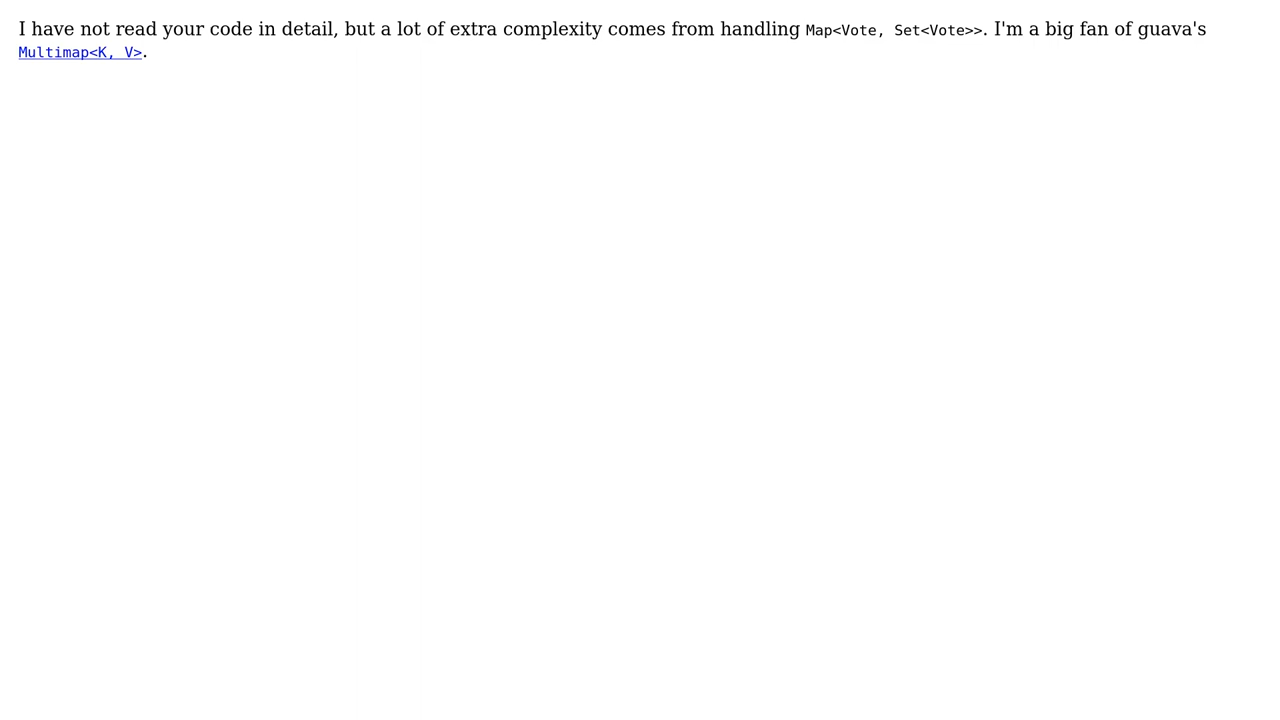 I have not read your code in detail, but a lot of extra complexity comes from handling Map<Vote, Set<Vote>>. I'm a big fan of guava's
Multimap<K, V>.